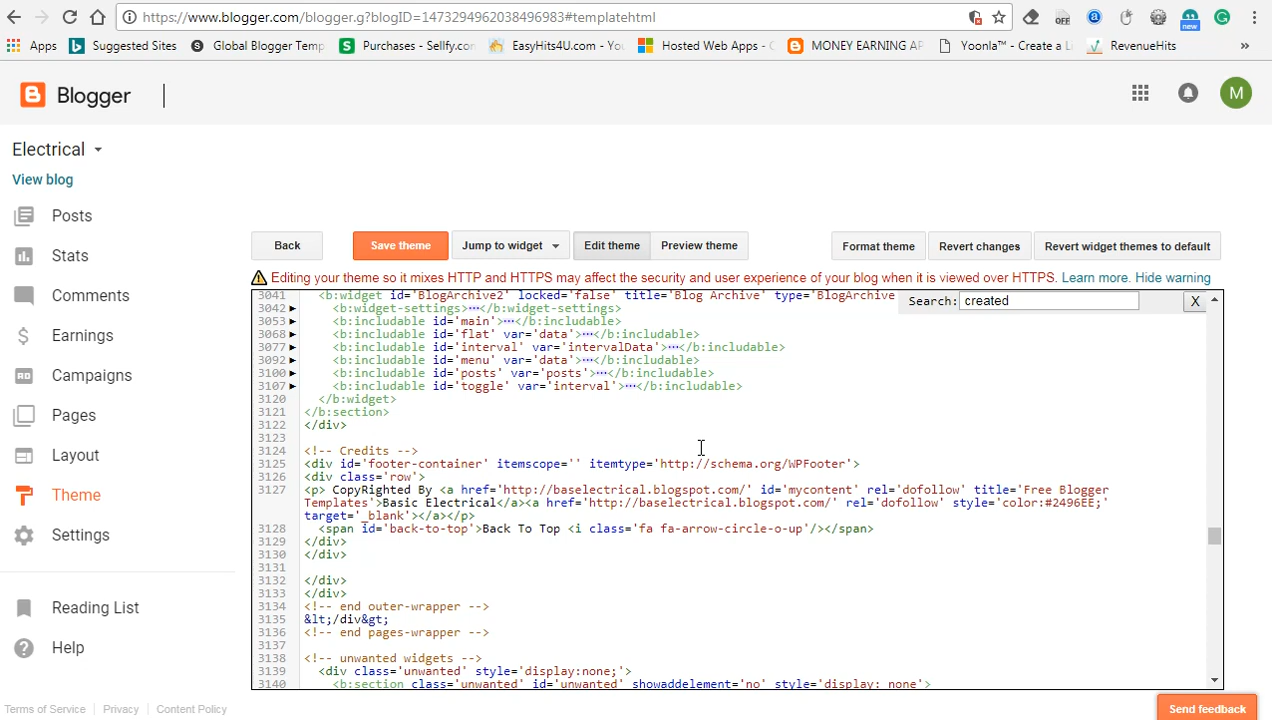 https://www.blogger.com/blogger.g?blogID=1473294962038496983#templatehtml
OFF
new
Apps
Suggested Sites
Global Blogger Temp
Purchases - Sellfy.com
EasyHits4U.com - You
Hosted Web Apps - C
MONEY EARNING AP
Yoonla™ - Create a Li
RevenueHits
»
Blogger
M
Electrical
View blog
Posts
Stats
Comments
Earnings
Campaigns
Pages
Layout
Theme
Settings
Reading List
Help
Terms of Service | Privacy | Content Policy
Back
Save theme
Jump to widget
Edit theme
Preview theme
Format theme
Revert changes
Revert widget themes to default
Editing your theme so it mixes HTTP and HTTPS may affect the security and user experience of your blog when it is viewed over HTTPS. Learn more. Hide warning
Search: created X
3041 <b:widget id='BlogArchive2' locked='false' title='Blog Archive' type='BlogArchive
3042 <b:widget-settings>…</b:widget-settings>
3053 <b:includable id='main'>…</b:includable>
3068 <b:includable id='flat' var='data'>…</b:includable>
3077 <b:includable id='interval' var='intervalData'>…</b:includable>
3092 <b:includable id='menu' var='data'>…</b:includable>
3100 <b:includable id='posts' var='posts'>…</b:includable>
3107 <b:includable id='toggle' var='interval'>…</b:includable>
3120 </b:widget>
3121 </b:section>
3122 </div>
3123
3124 <!-- Credits -->
3125 <div id='footer-container' itemscope='' itemtype='http://schema.org/WPFooter'>
3126 <div class='row'>
3127 <p> CopyRighted By <a href='http://baselectrical.blogspot.com/' id='mycontent' rel='dofollow' title='Free Blogger
Templates'>Basic Electrical</a><a href='http://baselectrical.blogspot.com/' rel='dofollow' style='color:#2496EE;'
target='_blank'></a></p>
3128 <span id='back-to-top'>Back To Top <i class='fa fa-arrow-circle-o-up'/></span>
3129 </div>
3130 </div>
3131
3132 </div>
3133 </div>
3134 <!-- end outer-wrapper -->
3135 &lt;/div&gt;
3136 <!-- end pages-wrapper -->
3137
3138 <!-- unwanted widgets -->
3139 <div class='unwanted' style='display:none;'>
3140 <b:section class='unwanted' id='unwanted' showaddelement='no' style='display: none'>
Send feedback